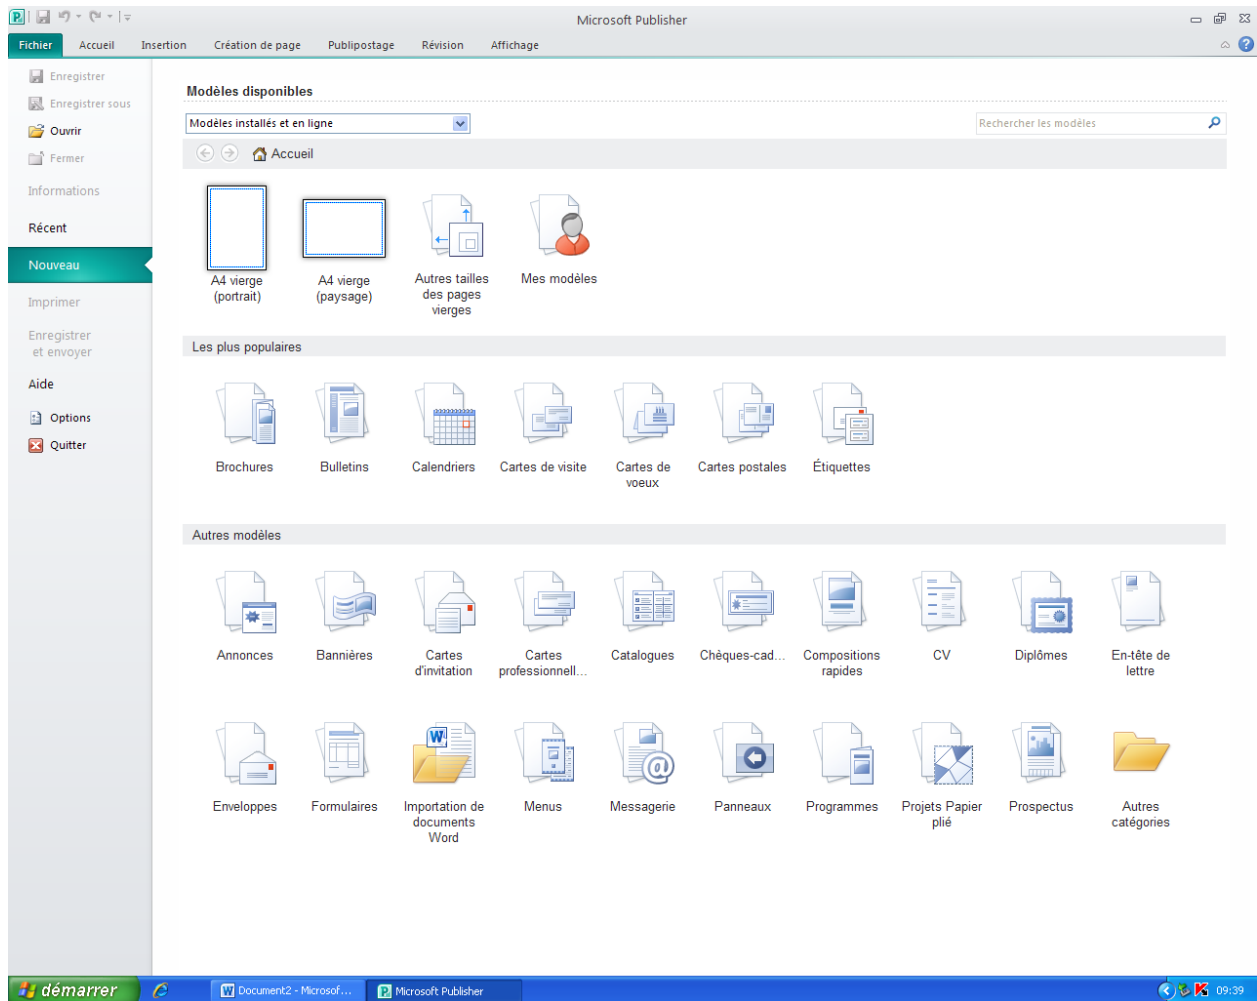 Microsoft Publisher
Fichier Accueil Insertion Création de page Publipostage Révision Affichage
Enregistrer
Enregistrer sous
Ouvrir
Fermer
Informations
Récent
Nouveau
Imprimer
Enregistrer
et envoyer
Aide
Options
Quitter
Modèles disponibles
Modèles installés et en ligne
Rechercher les modèles
Accueil
A4 vierge
(portrait)
A4 vierge
(paysage)
Autres tailles
des pages
vierges
Mes modèles
Les plus populaires
Brochures
Bulletins
Calendriers
Cartes de visite
Cartes de
voeux
Cartes postales
Étiquettes
Autres modèles
Annonces
Bannières
Cartes
d'invitation
Cartes
professionnell...
Catalogues
Chèques-cad...
Compositions
rapides
CV
Diplômes
En-tête de
lettre
Enveloppes
Formulaires
Importation de
documents
Word
Menus
Messagerie
Panneaux
Programmes
Projets Papier
plié
Prospectus
Autres
catégories
démarrer
Document2 - Microsof...
Microsoft Publisher
09:39